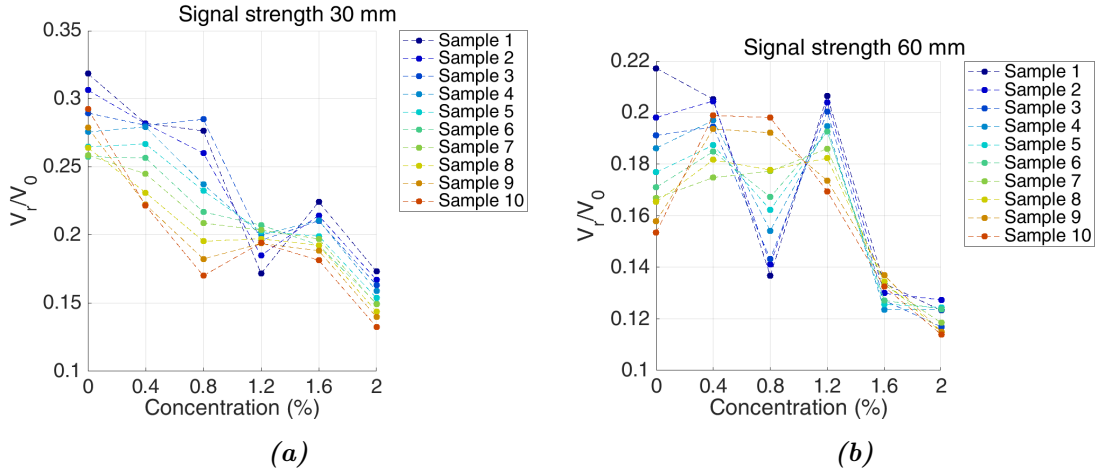 Signal strength 30 mm
0.35
0.3
0.25
0.2
0.15
0.1
V_r/V_0
0 0.4 0.8 1.2 1.6 2
Concentration (%)
Sample 1
Sample 2
Sample 3
Sample 4
Sample 5
Sample 6
Sample 7
Sample 8
Sample 9
Sample 10
(a)
Signal strength 60 mm
0.22
0.2
0.18
0.16
0.14
0.12
0.1
V_r/V_0
0 0.4 0.8 1.2 1.6 2
Concentration (%)
Sample 1
Sample 2
Sample 3
Sample 4
Sample 5
Sample 6
Sample 7
Sample 8
Sample 9
Sample 10
(b)